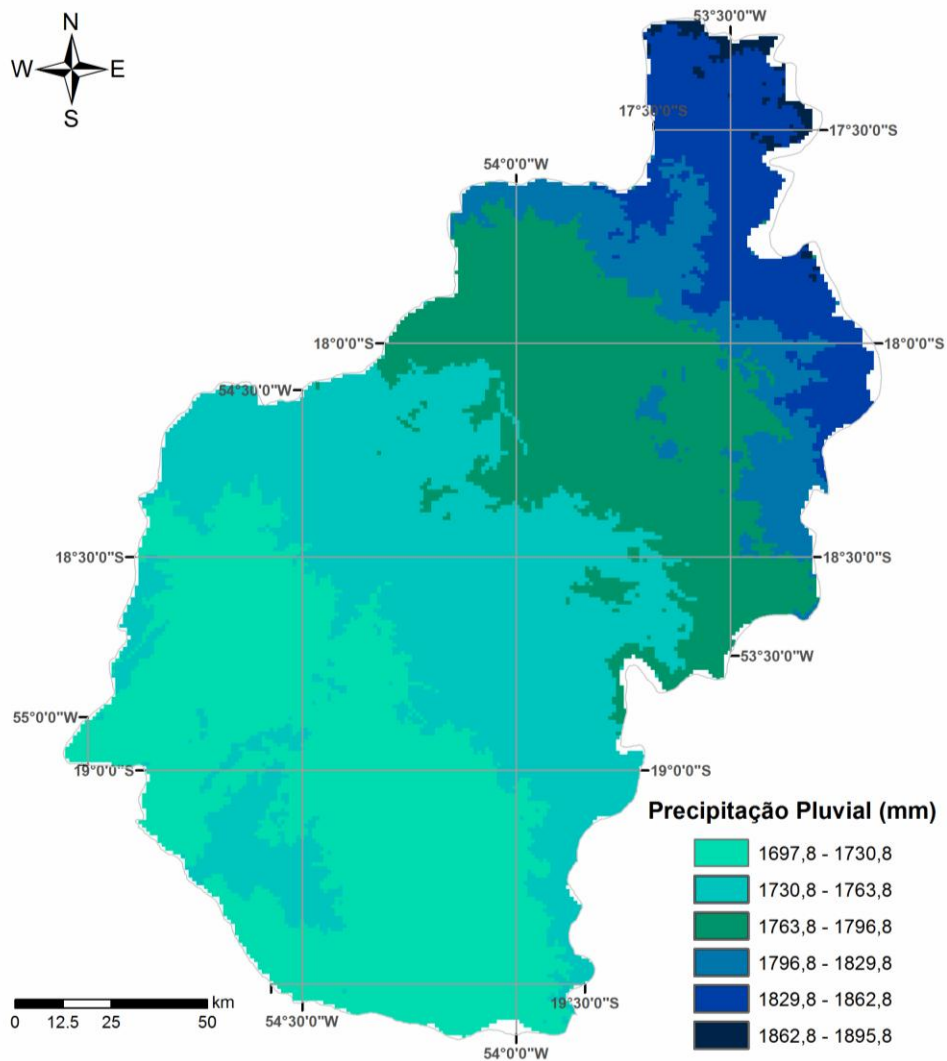 53°30'0"W
N
W E
S
17°30'0"S
17°30'0"S
54°0'0"W
18°0'0"S
18°0'0"S
54°30'0"W
18°30'0"S
18°30'0"S
53°30'0"W
55°0'0"W
19°0'0"S
19°0'0"S
Precipitação Pluvial (mm)
1697,8 - 1730,8
1730,8 - 1763,8
1763,8 - 1796,8
1796,8 - 1829,8
1829,8 - 1862,8
1862,8 - 1895,8
19°30'0"S
km
0 12.5 25 50
54°30'0"W
54°0'0"W